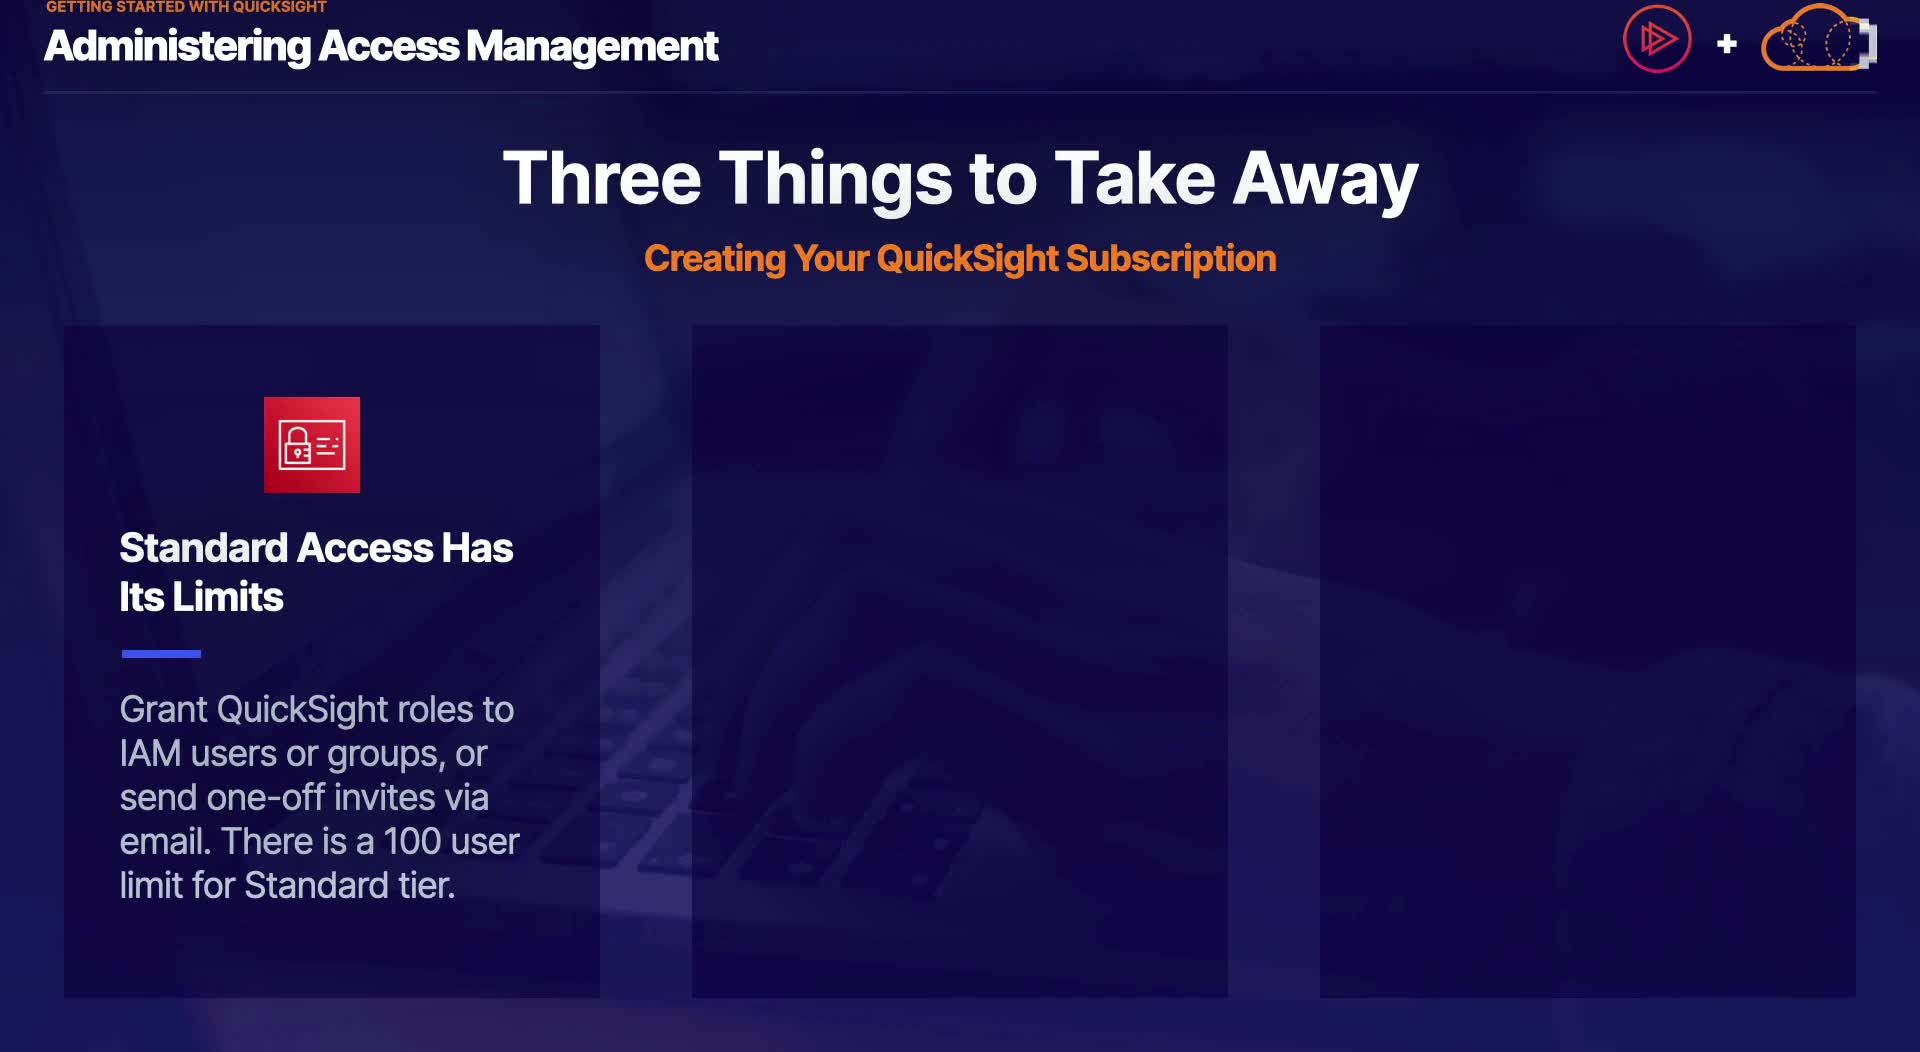 GETTING STARTED WITH QUICKSIGHT
Administering Access Management
Three Things to Take Away
Creating Your QuickSight Subscription
Standard Access Has
Its Limits
Grant QuickSight roles to
IAM users or groups, or
send one-off invites via
email. There is a 100 user
limit for Standard tier.